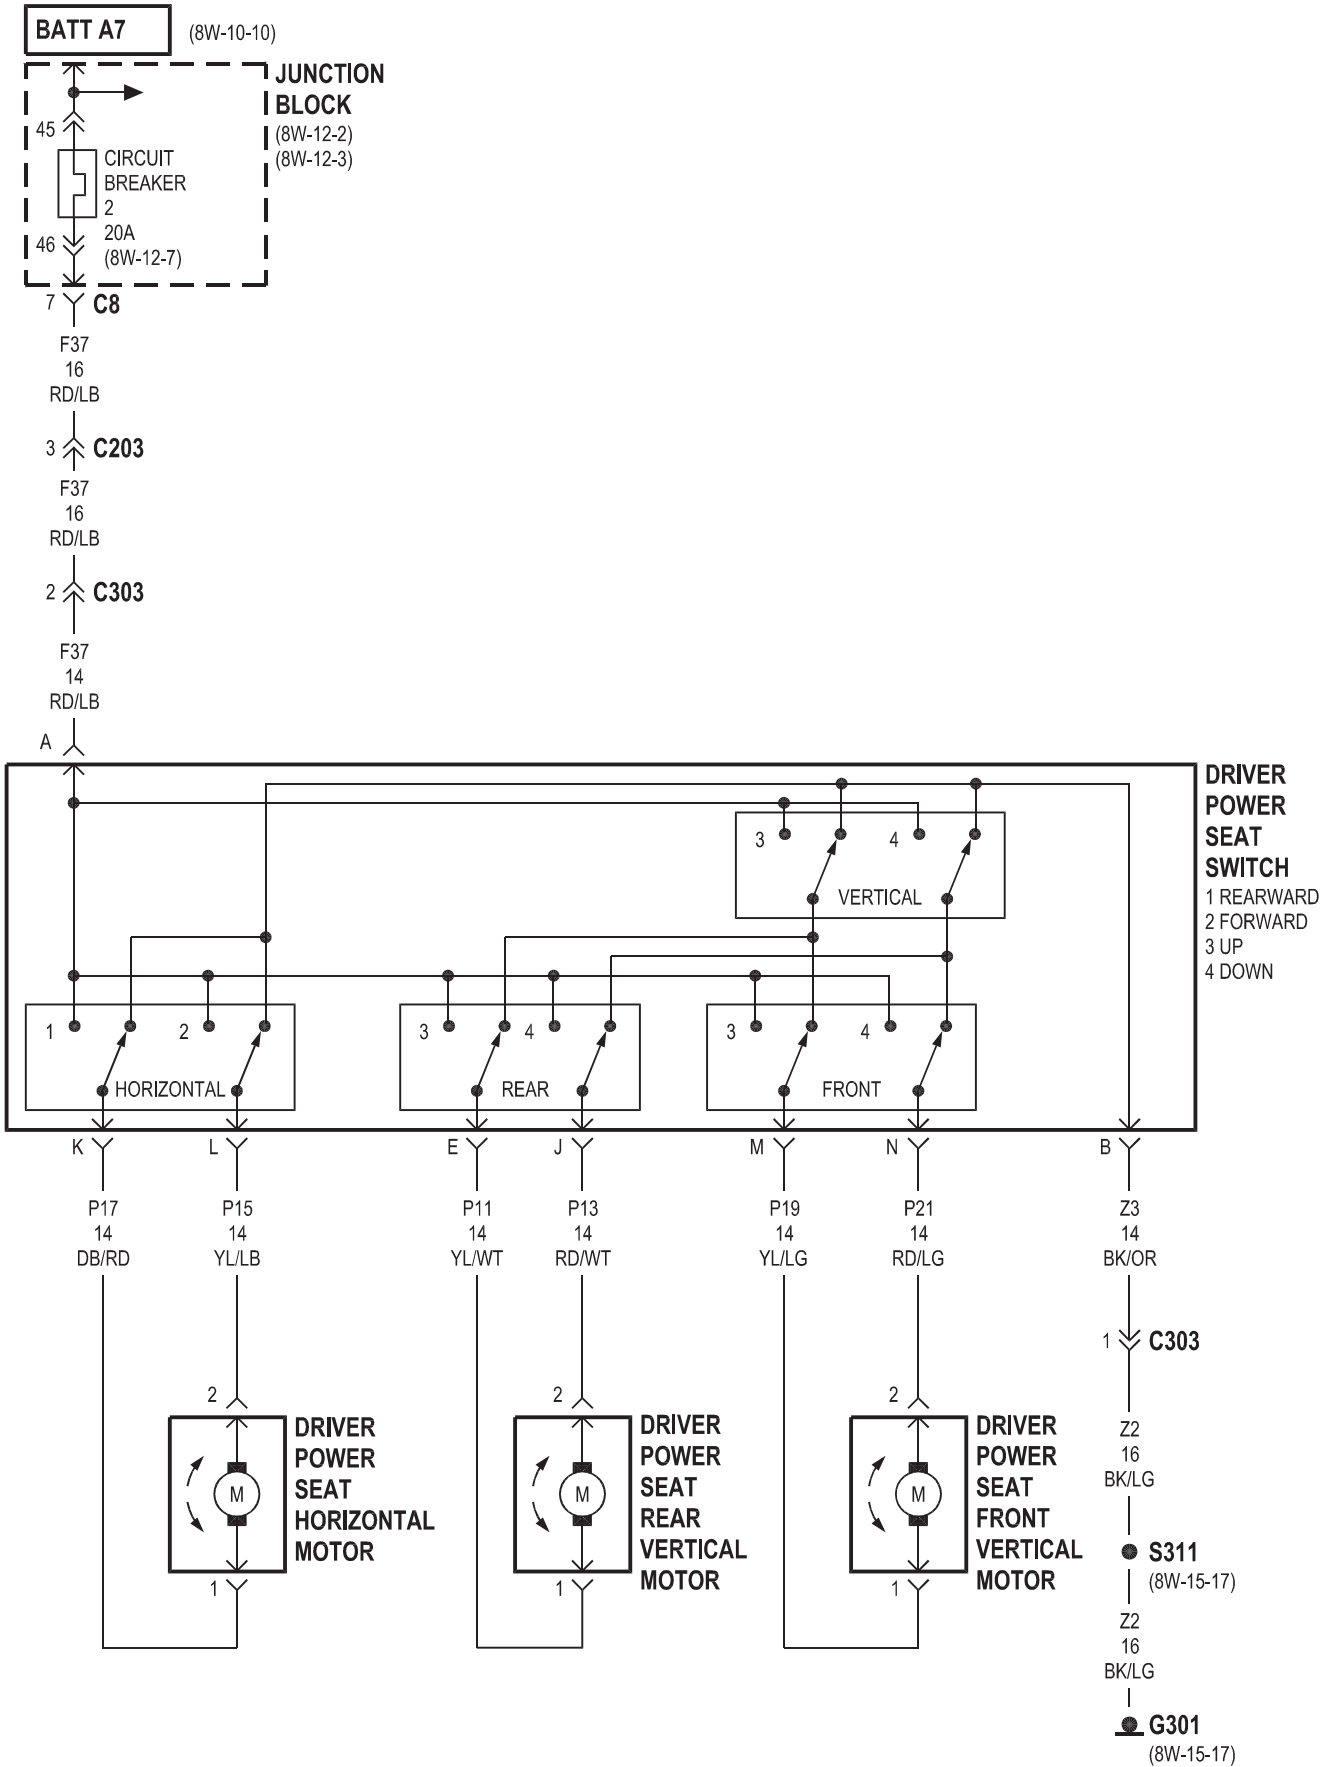 BATT A7
(8W-10-10)
JUNCTION
BLOCK
(8W-12-2)
(8W-12-3)
45
CIRCUIT
BREAKER
2
20A
(8W-12-7)
46
7
C8
F37
16
RD/LB
3
C203
F37
16
RD/LB
2
C303
F37
14
RD/LB
A
DRIVER
POWER
SEAT
SWITCH
1 REARWARD
2 FORWARD
3 UP
4 DOWN
3
4
VERTICAL
1
2
HORIZONTAL
3
4
REAR
3
4
FRONT
K
L
E
J
M
N
B
P17
14
DB/RD
P15
14
YL/LB
P11
14
YL/WT
P13
14
RD/WT
P19
14
YL/LG
P21
14
RD/LG
Z3
14
BK/OR
1
C303
2
M
1
DRIVER
POWER
SEAT
HORIZONTAL
MOTOR
2
M
1
DRIVER
POWER
SEAT
REAR
VERTICAL
MOTOR
2
M
1
DRIVER
POWER
SEAT
FRONT
VERTICAL
MOTOR
Z2
16
BK/LG
S311
(8W-15-17)
Z2
16
BK/LG
G301
(8W-15-17)